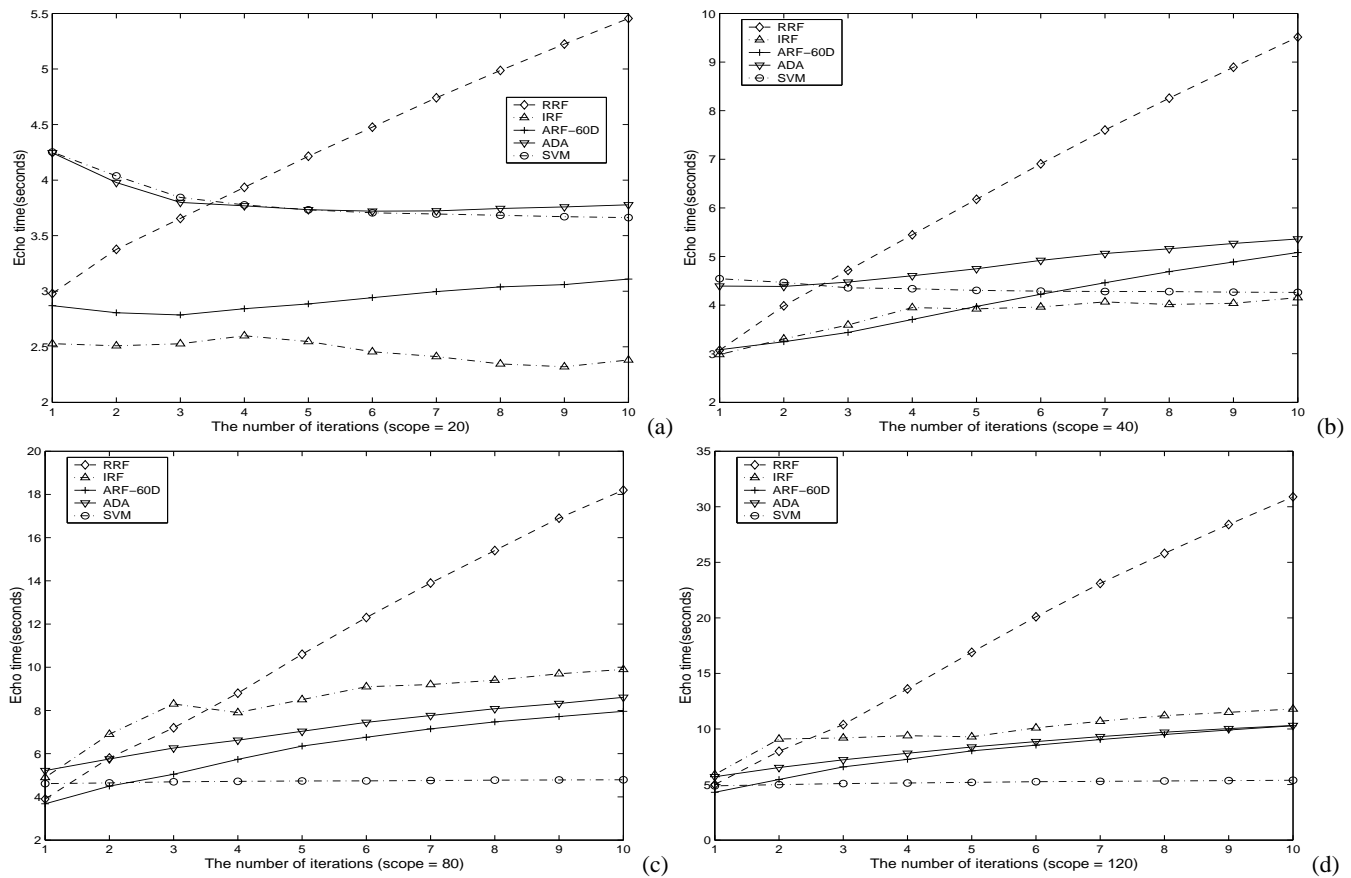 5.5
5
4.5
4
3.5
3
2.5
2
Echo time(seconds)
RRF
IRF
ARF-60D
ADA
SVM
1 2 3 4 5 6 7 8 9 10
The number of iterations (scope = 20)
(a)
10
9
8
7
6
5
4
3
2
Echo time(seconds)
RRF
IRF
ARF-60D
ADA
SVM
1 2 3 4 5 6 7 8 9 10
The number of iterations (scope = 40)
(b)
20
18
16
14
12
10
8
6
4
2
Echo time(seconds)
RRF
IRF
ARF-60D
ADA
SVM
1 2 3 4 5 6 7 8 9 10
The number of iterations (scope = 80)
(c)
35
30
25
20
15
10
5
0
Echo time(seconds)
RRF
IRF
ARF-60D
ADA
SVM
1 2 3 4 5 6 7 8 9 10
The number of iterations (scope = 120)
(d)